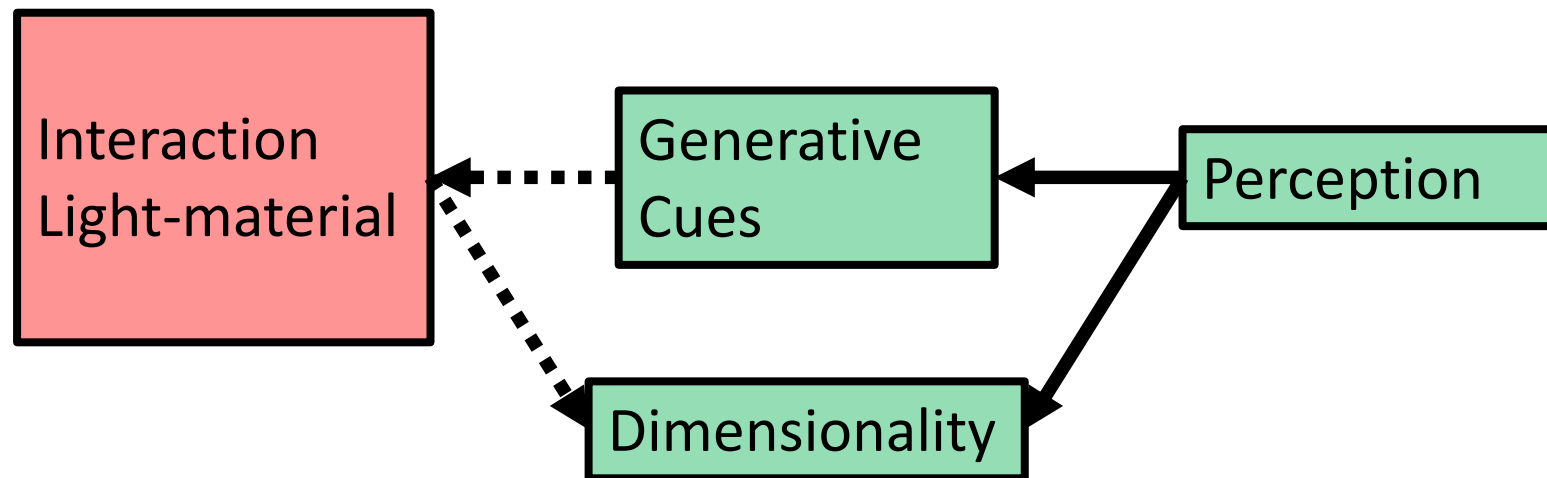 Interaction
Light-material
Generative
Cues
Perception
Dimensionality